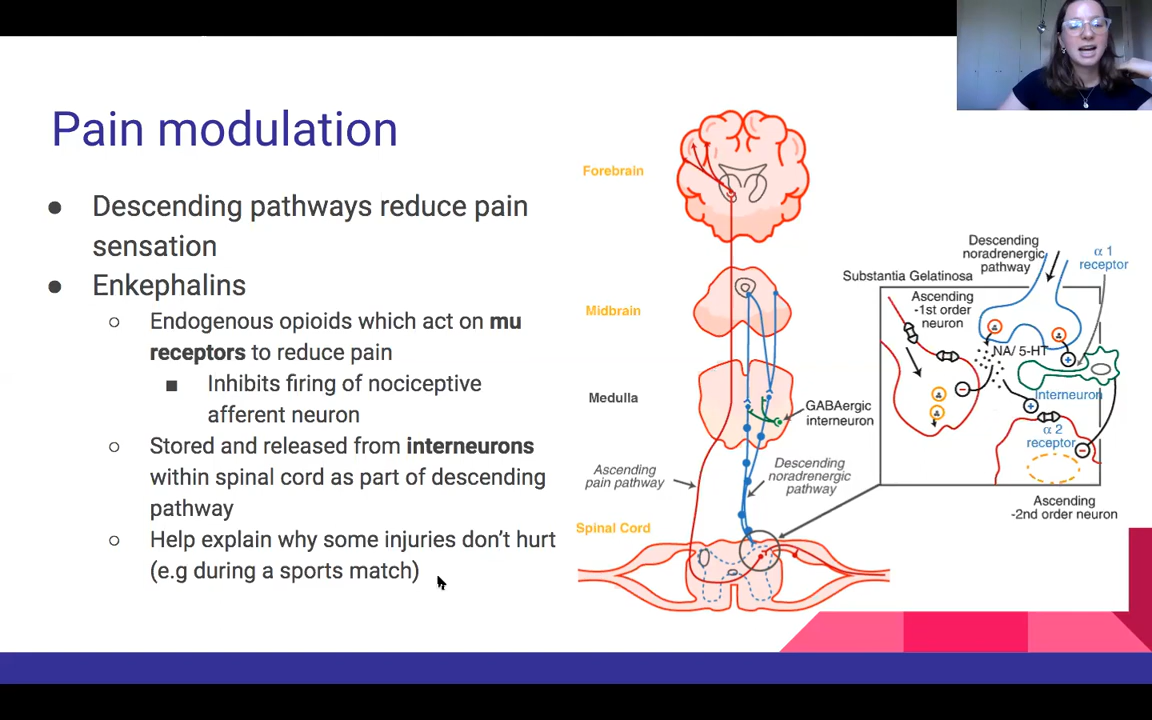 Pain modulation
Descending pathways reduce pain
sensation
Enkephalins
Endogenous opioids which act on mu
receptors to reduce pain
Inhibits firing of nociceptive
afferent neuron
Stored and released from interneurons
within spinal cord as part of descending
pathway
Help explain why some injuries don't hurt
(e.g during a sports match)
Forebrain
Midbrain
Medulla
GABAergic
interneuron
Ascending
pain pathway
Descending
noradrenergic
pathway
Spinal Cord
Descending
noradrenergic
pathway
α 1
receptor
Substantia Gelatinosa
Ascending
-1st order
neuron
NA/ 5-HT
Interneuron
α 2
receptor
Ascending
-2nd order neuron